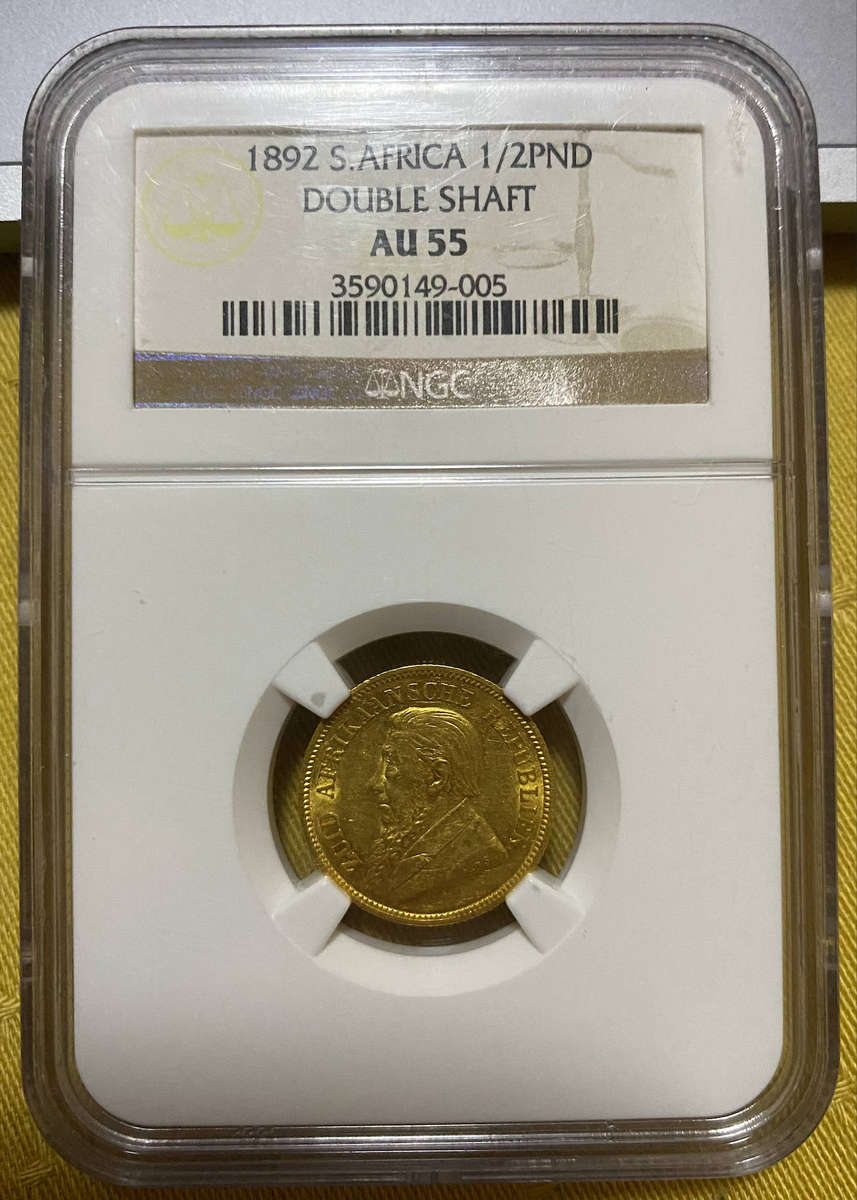 1892 S.AFRICA 1/2PND
DOUBLE SHAFT
AU 55
3590149-005
NGC
ZUID AFRIKAANSCHE REPUBLIEK